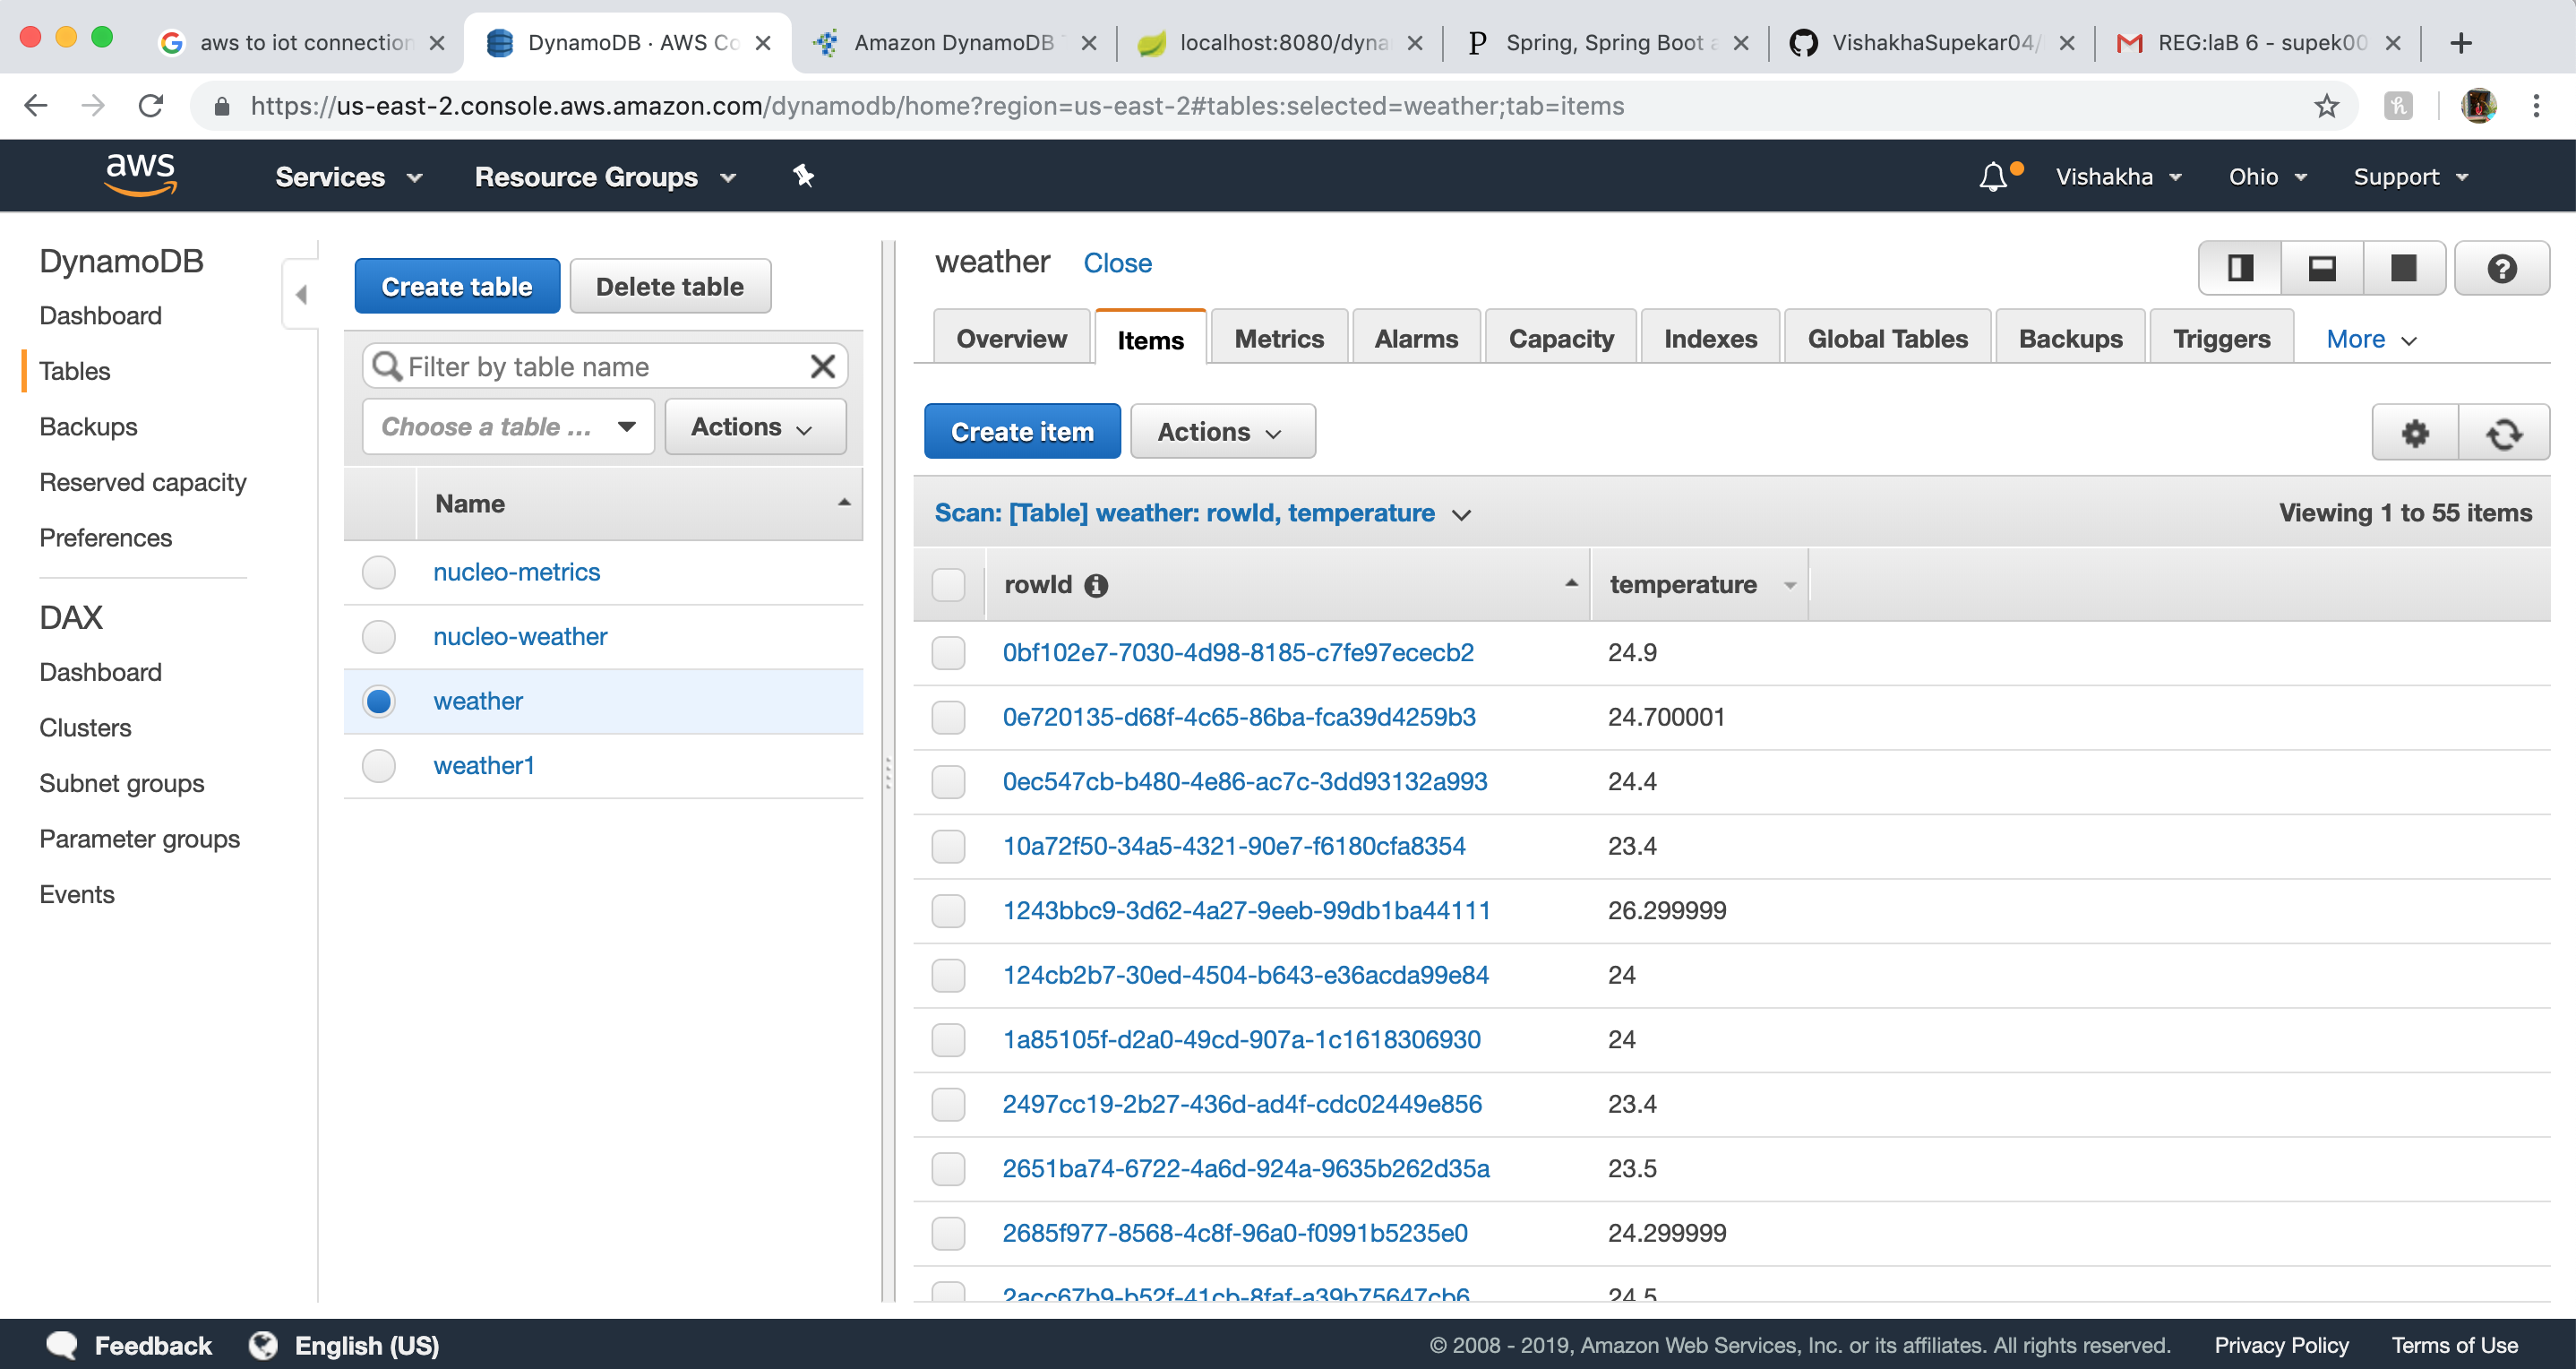 aws to iot connection
DynamoDB · AWS Co
Amazon DynamoDB
localhost:8080/dyna
Spring, Spring Boot a
VishakhaSupekar04/
REG:laB 6 - supek00
https://us-east-2.console.aws.amazon.com/dynamodb/home?region=us-east-2#tables:selected=weather;tab=items
aws
Services
Resource Groups
Vishakha
Ohio
Support
DynamoDB
Dashboard
Tables
Backups
Reserved capacity
Preferences
DAX
Dashboard
Clusters
Subnet groups
Parameter groups
Events
Create table
Delete table
Filter by table name
Choose a table ...
Actions
Name
nucleo-metrics
nucleo-weather
weather
weather1
weather Close
Overview
Items
Metrics
Alarms
Capacity
Indexes
Global Tables
Backups
Triggers
More
Create item
Actions
Scan: [Table] weather: rowId, temperature
Viewing 1 to 55 items
rowId temperature
0bf102e7-7030-4d98-8185-c7fe97ececb2 24.9
0e720135-d68f-4c65-86ba-fca39d4259b3 24.700001
0ec547cb-b480-4e86-ac7c-3dd93132a993 24.4
10a72f50-34a5-4321-90e7-f6180cfa8354 23.4
1243bbc9-3d62-4a27-9eeb-99db1ba44111 26.299999
124cb2b7-30ed-4504-b643-e36acda99e84 24
1a85105f-d2a0-49cd-907a-1c1618306930 24
2497cc19-2b27-436d-ad4f-cdc02449e856 23.4
2651ba74-6722-4a6d-924a-9635b262d35a 23.5
2685f977-8568-4c8f-96a0-f0991b5235e0 24.299999
2acc67b9-b52f-41cb-8faf-a39b75647cb6 24.5
Feedback
English (US)
© 2008 - 2019, Amazon Web Services, Inc. or its affiliates. All rights reserved.
Privacy Policy
Terms of Use